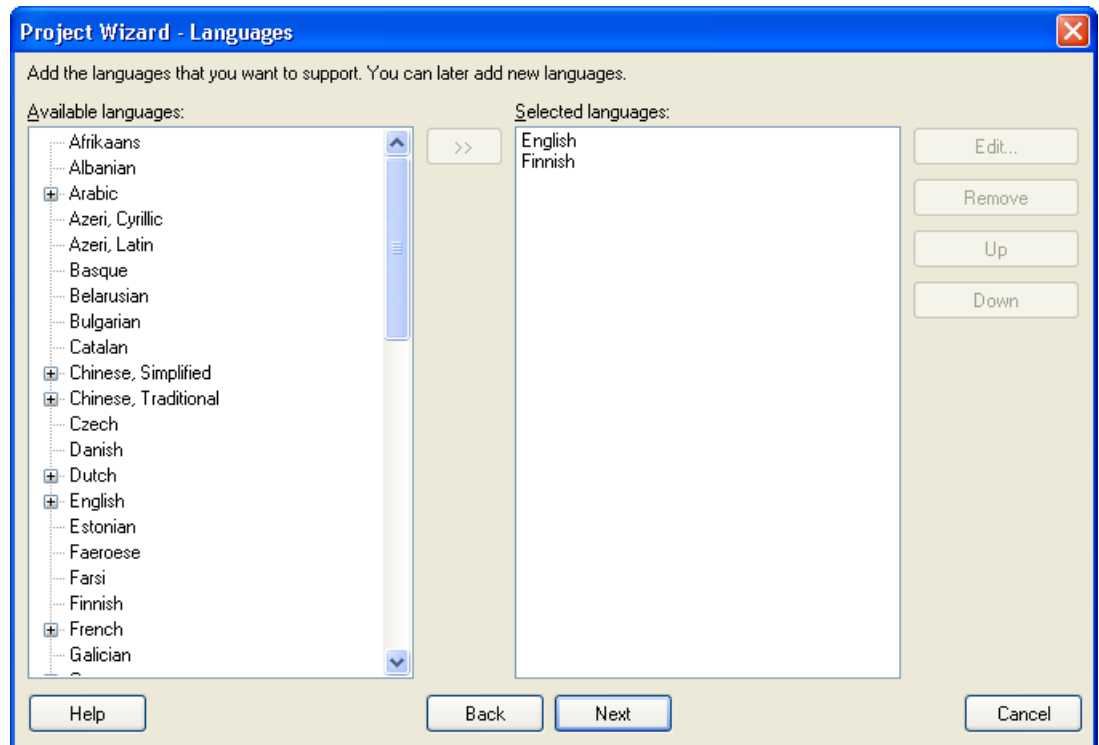 Project Wizard - Languages
Add the languages that you want to support. You can later add new languages.
Available languages:
Afrikaans
Albanian
Arabic
Azeri, Cyrillic
Azeri, Latin
Basque
Belarusian
Bulgarian
Catalan
Chinese, Simplified
Chinese, Traditional
Czech
Danish
Dutch
English
Estonian
Faeroese
Farsi
Finnish
French
Galician
>>
Selected languages:
English
Finnish
Edit...
Remove
Up
Down
Help
Back
Next
Cancel